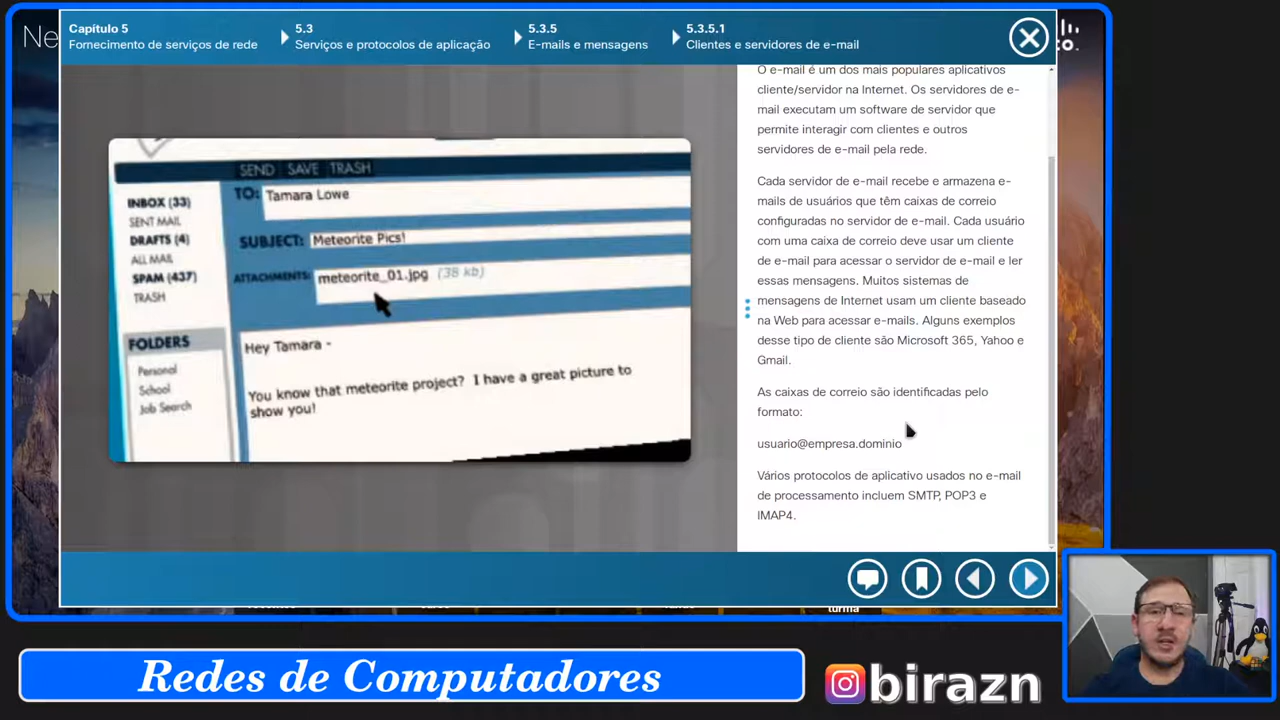 Ne
Capítulo 5
Fornecimento de serviços de rede
5.3
Serviços e protocolos de aplicação
5.3.5
E-mails e mensagens
5.3.5.1
Clientes e servidores de e-mail
O e-mail é um dos mais populares aplicativos
cliente/servidor na Internet. Os servidores de e-
mail executam um software de servidor que
permite interagir com clientes e outros
servidores de e-mail pela rede.
Cada servidor de e-mail recebe e armazena e-
mails de usuários que têm caixas de correio
configuradas no servidor de e-mail. Cada usuário
com uma caixa de correio deve usar um cliente
de e-mail para acessar o servidor de e-mail e ler
essas mensagens. Muitos sistemas de
mensagens de Internet usam um cliente baseado
na Web para acessar e-mails. Alguns exemplos
desse tipo de cliente são Microsoft 365, Yahoo e
Gmail.
As caixas de correio são identificadas pelo
formato:
usuario@empresa.dominio
Vários protocolos de aplicativo usados no e-mail
de processamento incluem SMTP, POP3 e
IMAP4.
SEND SAVE TRASH
TO: Tamara Lowe
SUBJECT: Meteorite Pics!
ATTACHMENTS: meteorite_01.jpg (38 kb)
INBOX (33)
SENT MAIL
DRAFTS (4)
ALL MAIL
SPAM (437)
TRASH
FOLDERS
Personal
School
Job Search
Hey Tamara -
You know that meteorite project? I have a great picture to
show you!
turma
Redes de Computadores
birazn